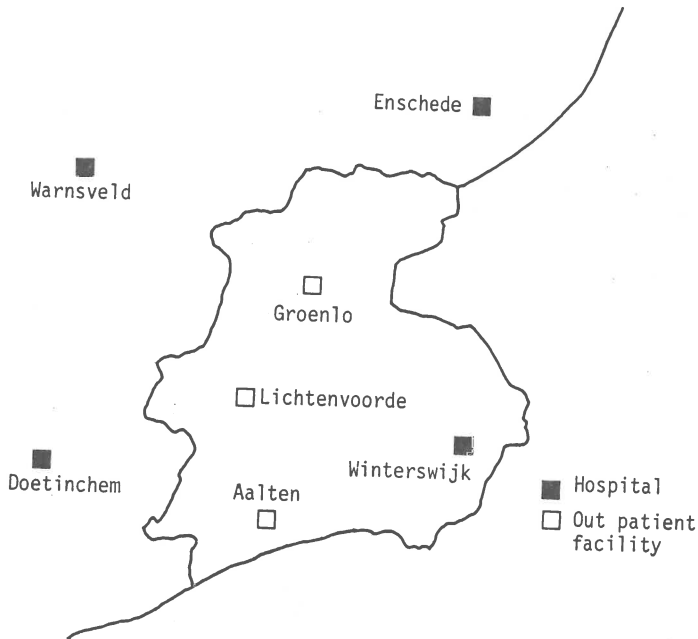 Enschede
Warnsveld
Groenlo
Lichtenvoorde
Doetinchem
Winterswijk
Aalten
Hospital
Out patient
facility